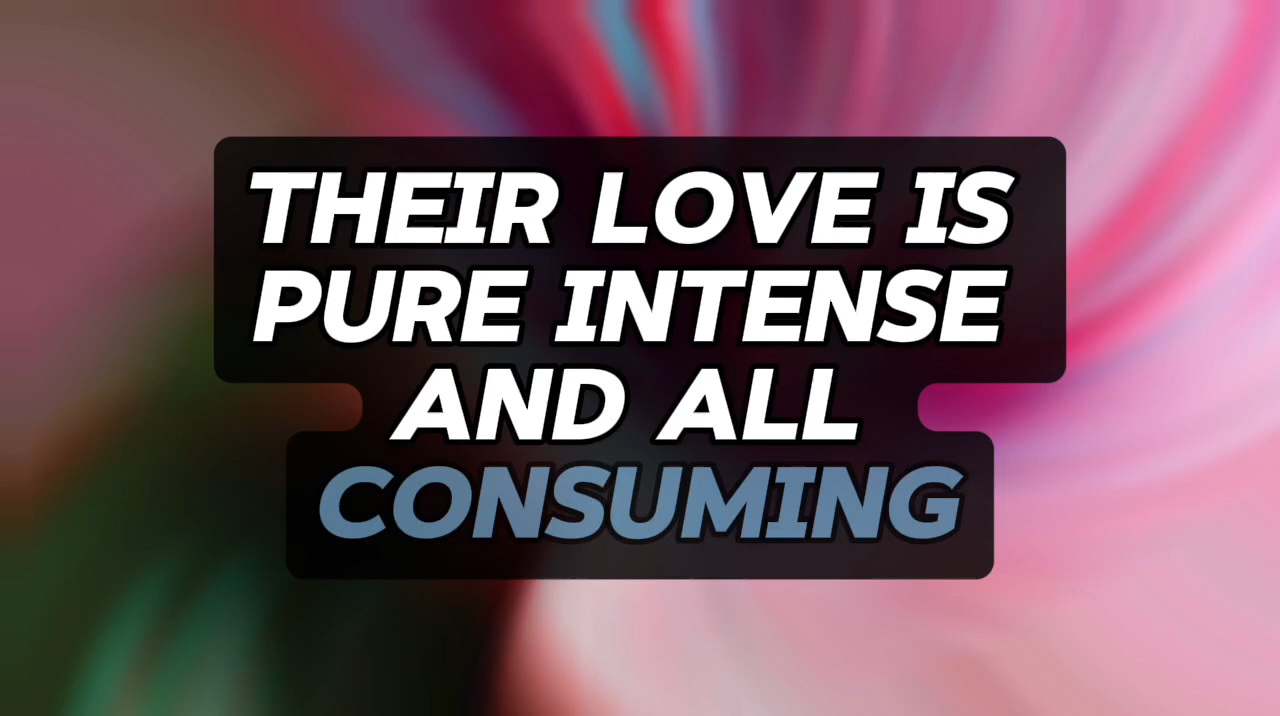 THEIR LOVE IS
PURE INTENSE
AND ALL
CONSUMING